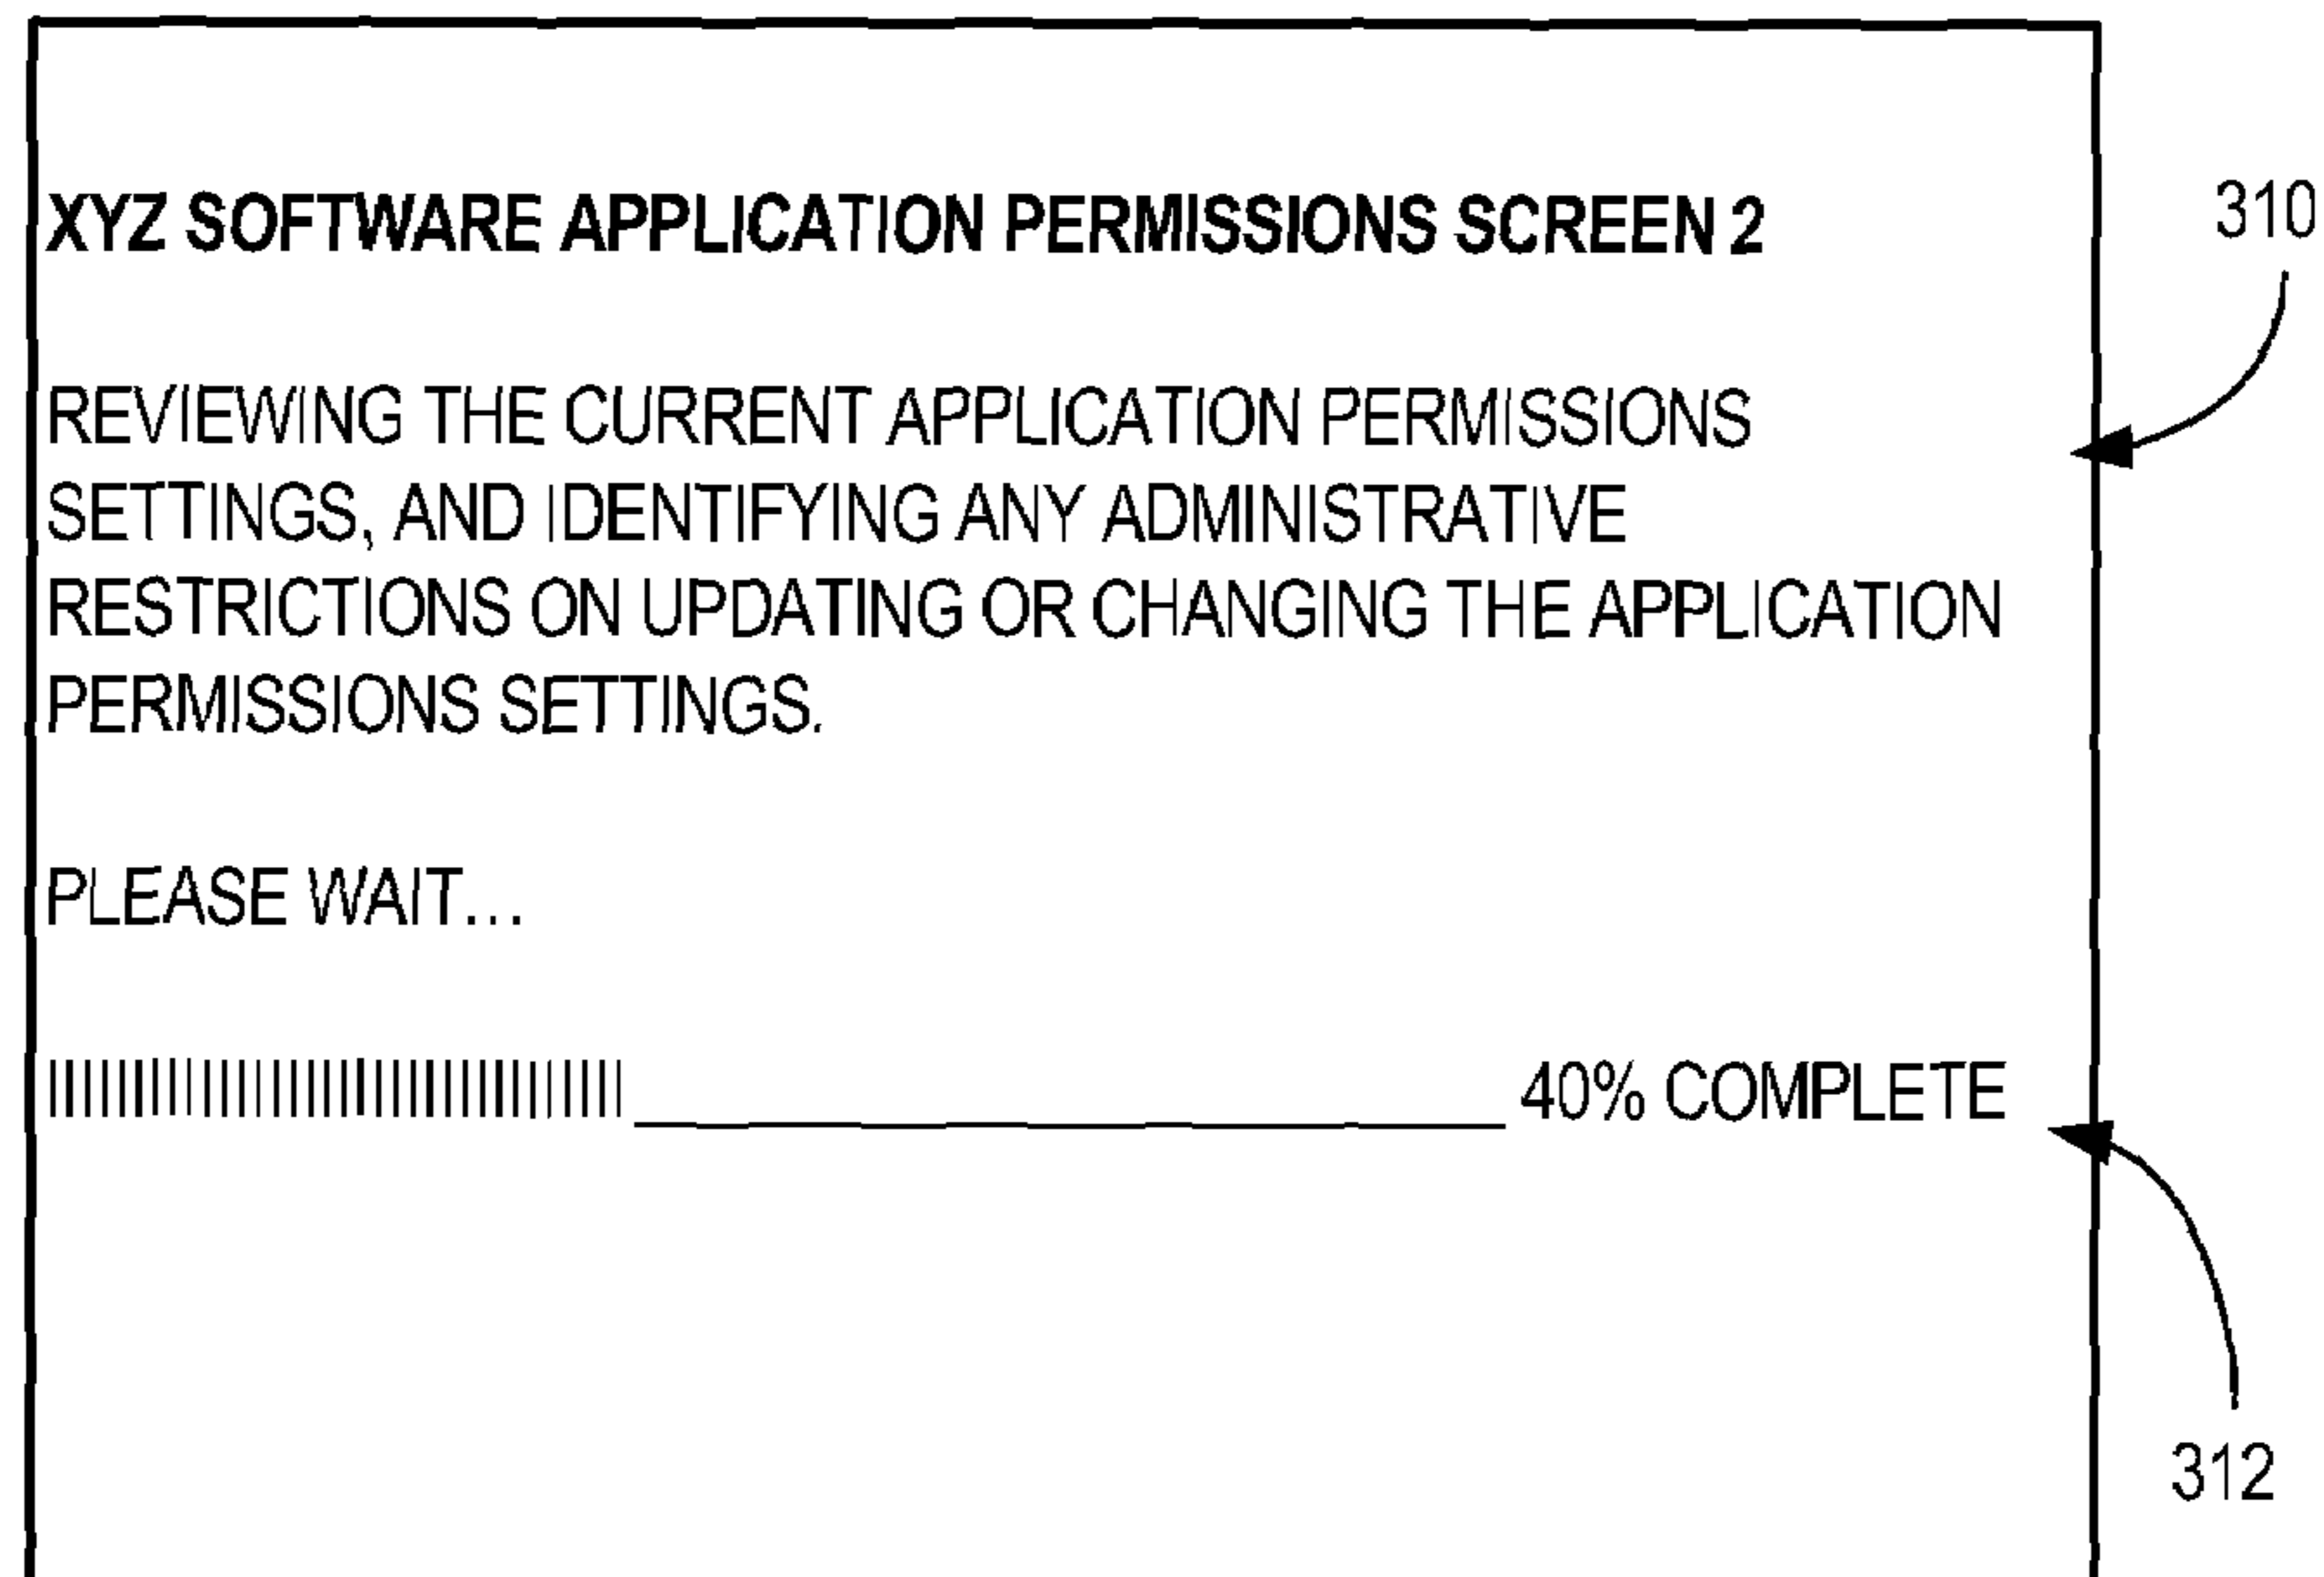 XYZ SOFTWARE APPLICATION PERMISSIONS SCREEN 2
310
REVIEWING THE CURRENT APPLICATION PERMISSIONS
SETTINGS, AND IDENTIFYING ANY ADMINISTRATIVE
RESTRICTIONS ON UPDATING OR CHANGING THE APPLICATION
PERMISSIONS SETTINGS.
PLEASE WAIT...
40% COMPLETE
312